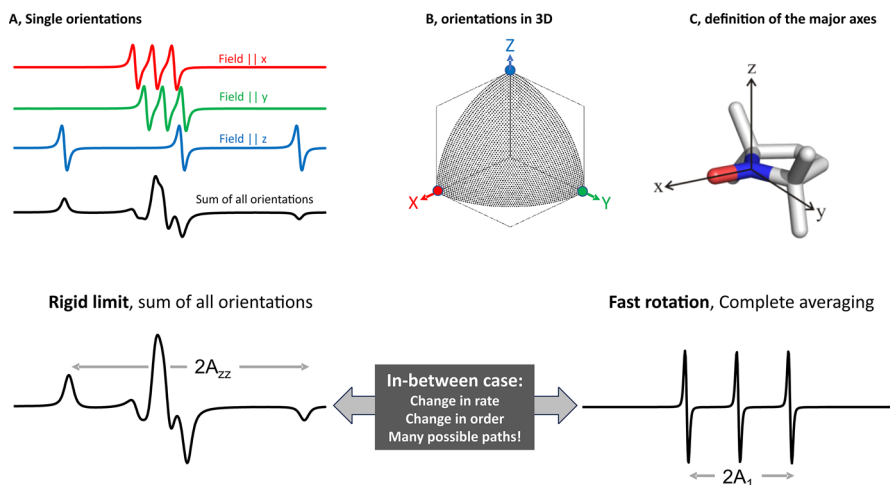 A, Single orientations
B, orientations in 3D
C, definition of the major axes
Field || x
Field || y
Field || z
Sum of all orientations
Z
X
Y
z
x
y
Rigid limit, sum of all orientations
Fast rotation, Complete averaging
2Azz
In-between case:
Change in rate
Change in order
Many possible paths!
2A1